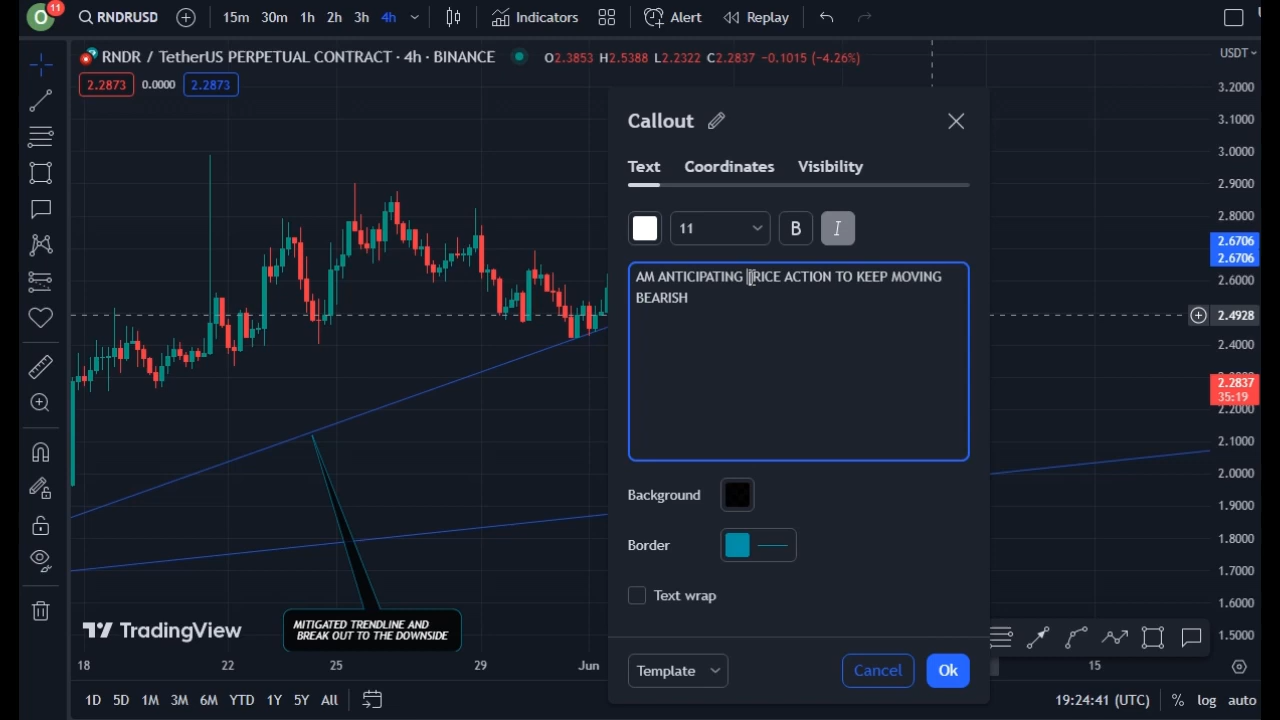 O
11
RNDRUSD
15m 30m 1h 2h 3h 4h
Indicators
Alert
Replay
RNDR / TetherUS PERPETUAL CONTRACT · 4h · BINANCE
O2.3853 H2.5388 L2.2322 C2.2837 -0.1015 (-4.26%)
USDT
2.2873 0.0000 2.2873
3.2000
3.1000
3.0000
2.9000
2.8000
2.6706
2.6706
2.6000
2.4928
2.4000
2.2837
35:19
2.2000
2.1000
2.0000
1.9000
1.8000
1.7000
1.6000
1.5000
Callout
Text Coordinates Visibility
11 B I
AM ANTICIPATING PRICE ACTION TO KEEP MOVING
BEARISH
Background
Border
Text wrap
Template
Cancel
Ok
MITIGATED TRENDLINE AND
BREAK OUT TO THE DOWNSIDE
TradingView
18 22 25 29 Jun 15
1D 5D 1M 3M 6M YTD 1Y 5Y All
19:24:41 (UTC) % log auto